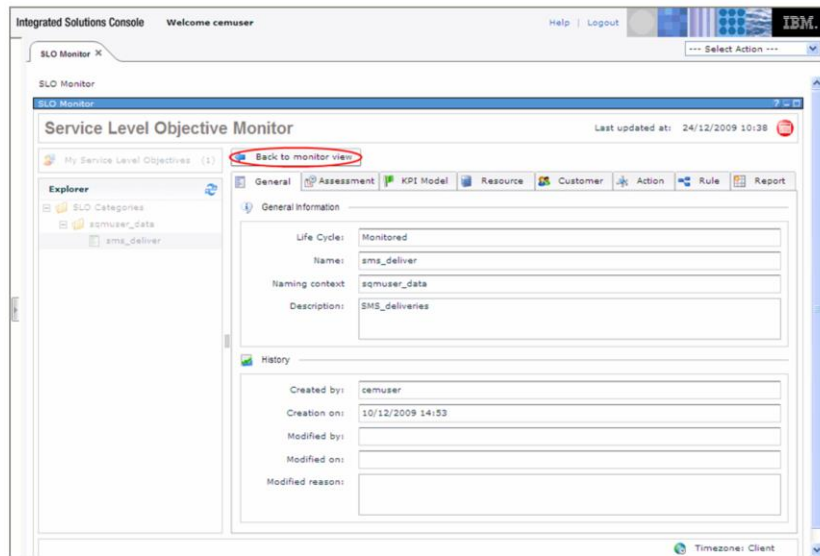 Integrated Solutions Console Welcome cemuser Help | Logout IBM.
SLO Monitor X --- Select Action ---
SLO Monitor
SLO Monitor
Service Level Objective Monitor Last updated at: 24/12/2009 10:38
My Service Level Objectives (1) Back to monitor view
Explorer
General Assessment KPI Model Resource Customer Action Rule Report
SLO Categories
sqmuser_data
sms_deliver
General Information
Life Cycle: Monitored
Name: sms_deliver
Naming context sqmuser_data
Description: SMS_deliveries
History
Created by: cemuser
Creation on: 10/12/2009 14:53
Modified by:
Modified on:
Modified reason:
Timezone: Client